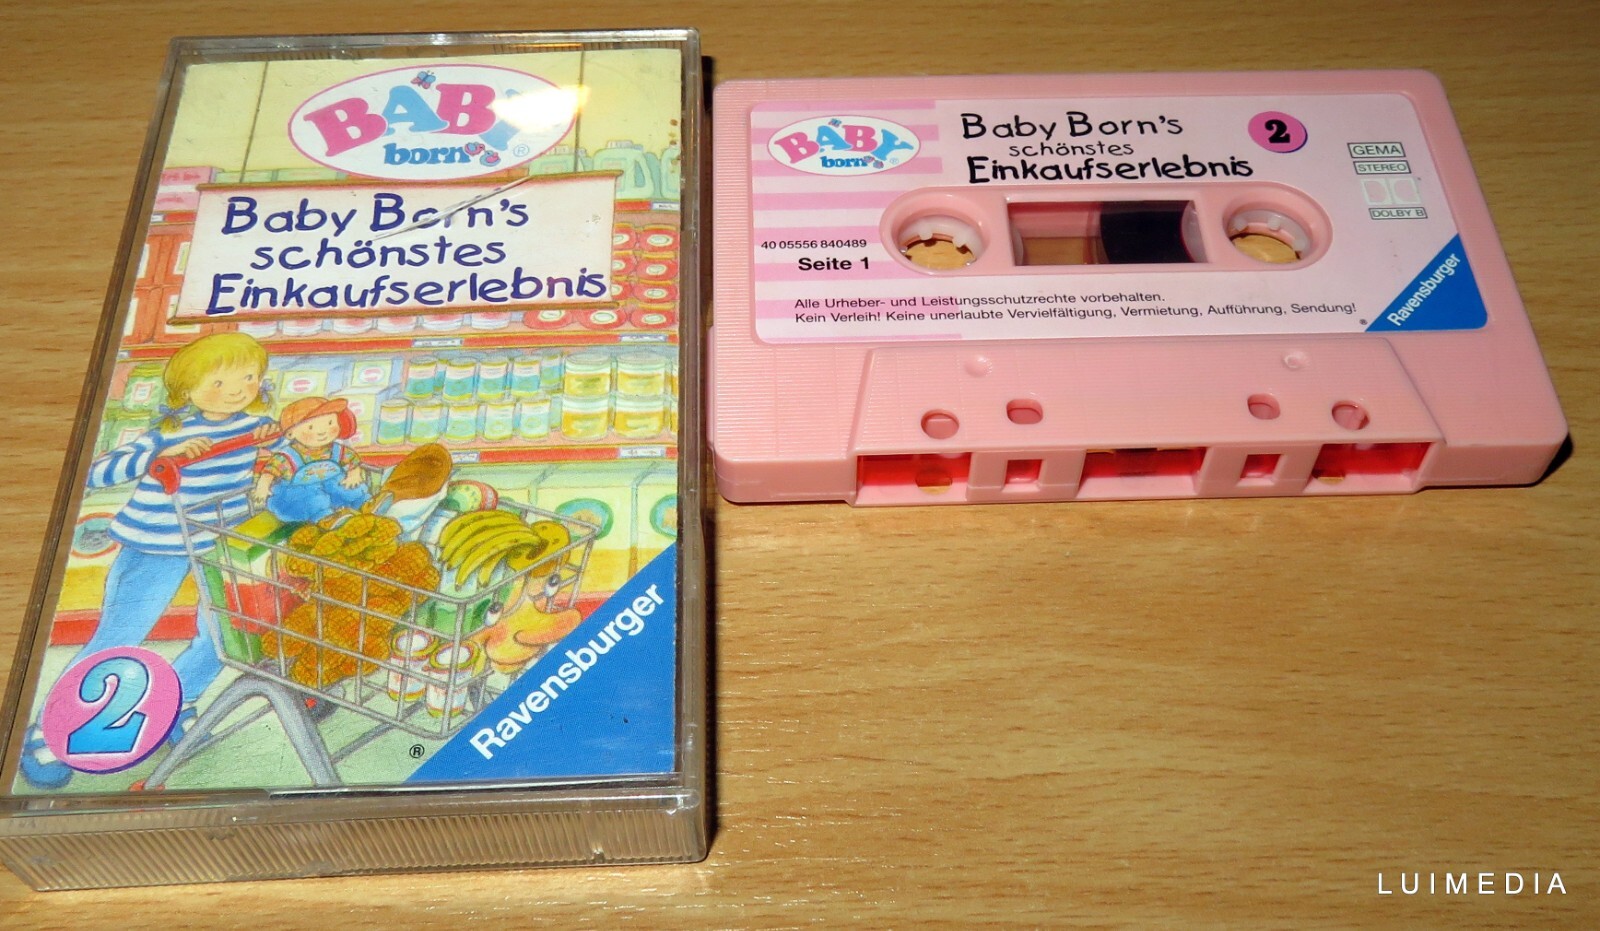 BABY
born ®
Baby Born's
schönstes
Einkaufserlebnis
2
®
Ravensburger
BABY
born ®
Baby Born's
schönstes
Einkaufserlebnis
2
GEMA
STEREO
DOLBY B
40 05556 840489
Seite 1
Alle Urheber- und Leistungsschutzrechte vorbehalten.
Kein Verleih! Keine unerlaubte Vervielfältigung, Vermietung, Aufführung, Sendung!
®
Ravensburger
LUIMEDIA